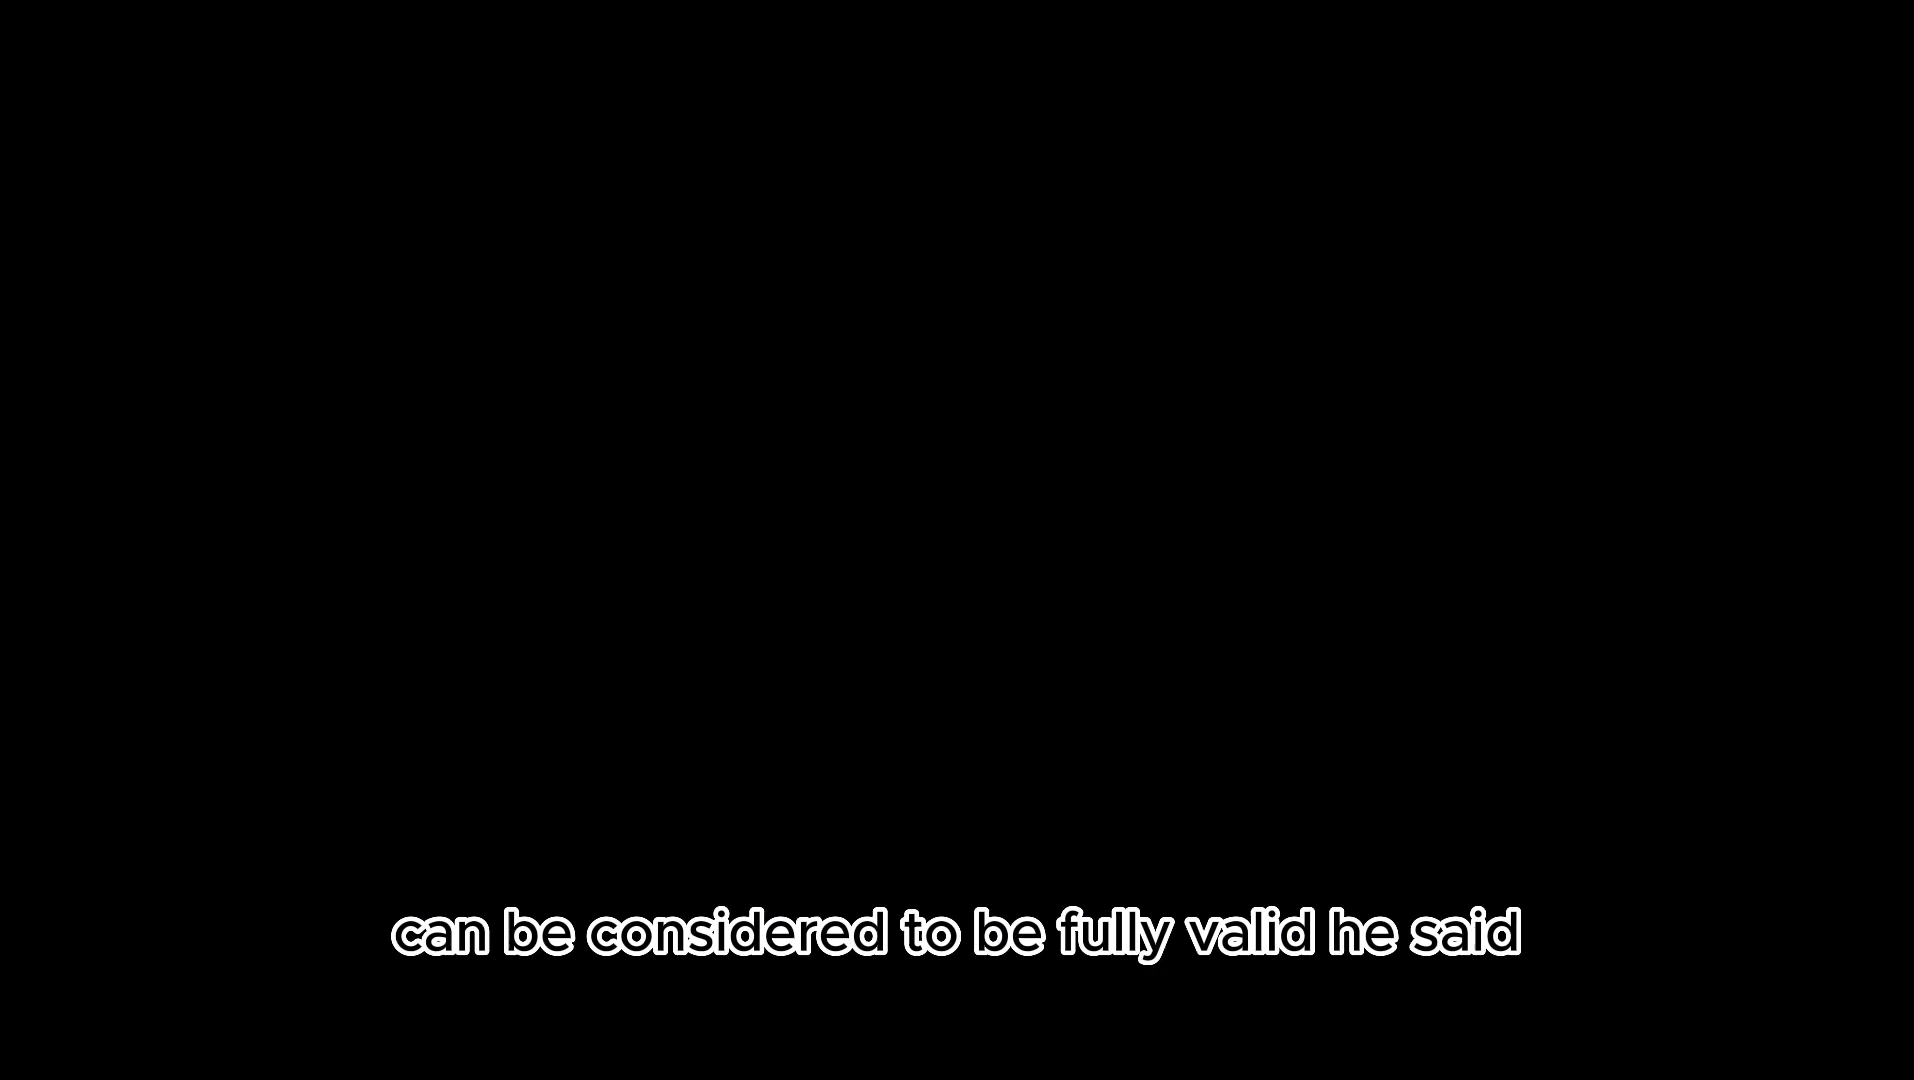 can be considered to be fully valid he said